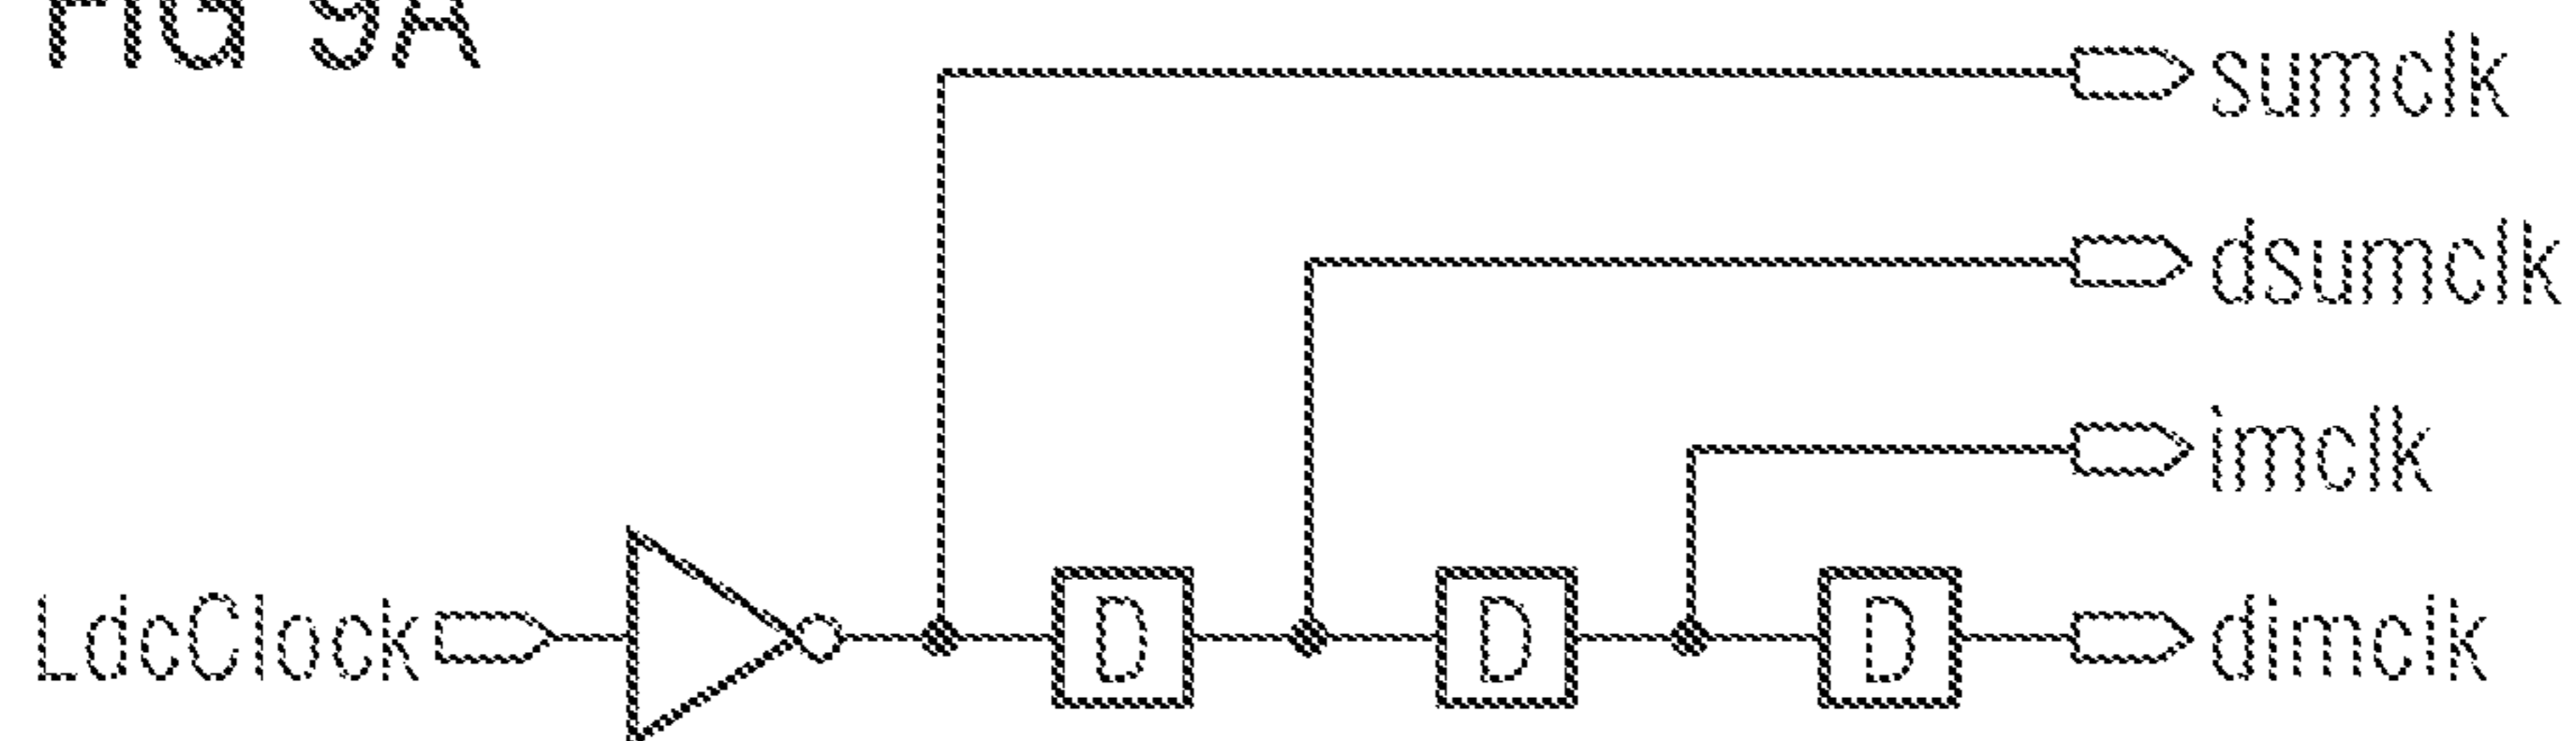 FIG 9A
sumclk
dsumclk
imclk
LdcClock D D D dimclk